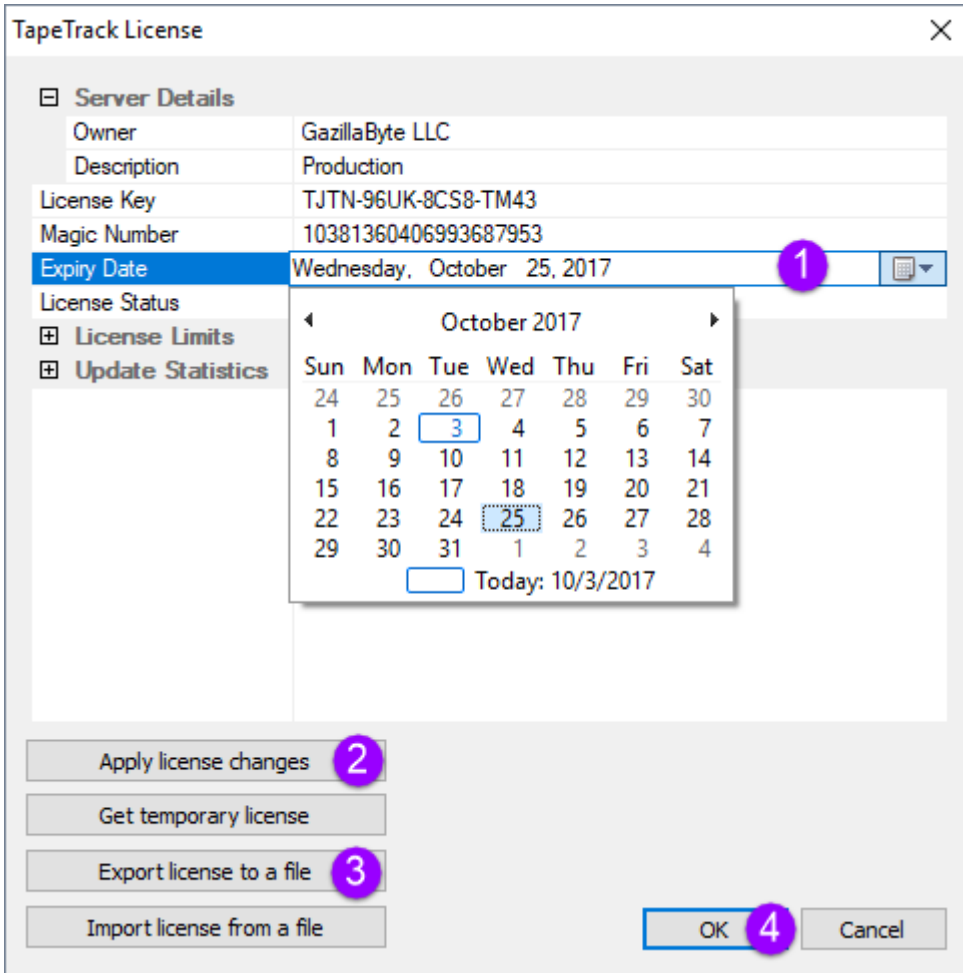 TapeTrack License
Server Details
Owner GazillaByte LLC
Description Production
License Key TJTN-96UK-8CS8-TM43
Magic Number 10381360406993687953
Expiry Date Wednesday, October 25, 2017 1
License Status
License Limits
Update Statistics
October 2017
Sun Mon Tue Wed Thu Fri Sat
24 25 26 27 28 29 30
1 2 3 4 5 6 7
8 9 10 11 12 13 14
15 16 17 18 19 20 21
22 23 24 25 26 27 28
29 30 31 1 2 3 4
Today: 10/3/2017
Apply license changes 2
Get temporary license
Export license to a file 3
Import license from a file
OK 4 Cancel